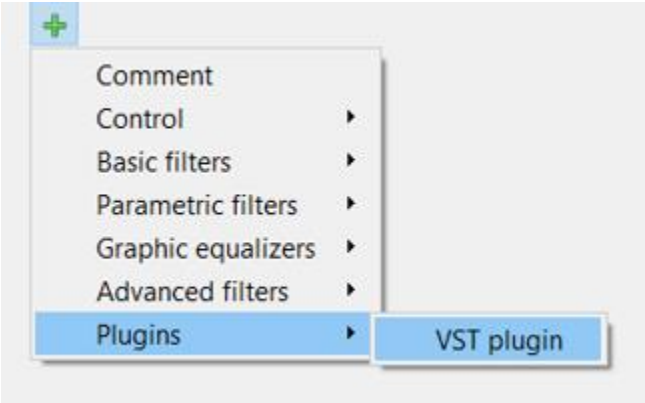 Comment
Control
Basic filters
Parametric filters
Graphic equalizers
Advanced filters
Plugins
VST plugin